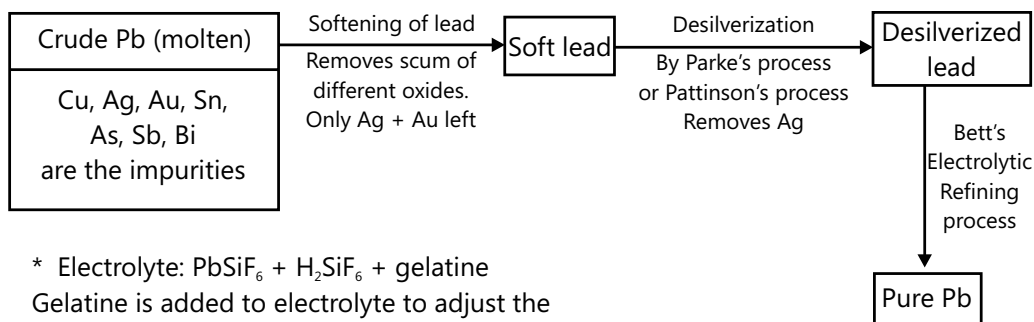 Crude Pb (molten)
Cu, Ag, Au, Sn,
As, Sb, Bi
are the impurities
Softening of lead
Removes scum of
different oxides.
Only Ag + Au left
Soft lead
Desilverization
By Parke’s process
or Pattinson’s process
Removes Ag
Desilverized
lead
Bett’s
Electrolytic
Refining
process
Pure Pb
* Electrolyte: PbSiF₆ + H₂SiF₆ + gelatine
Gelatine is added to electrolyte to adjust the